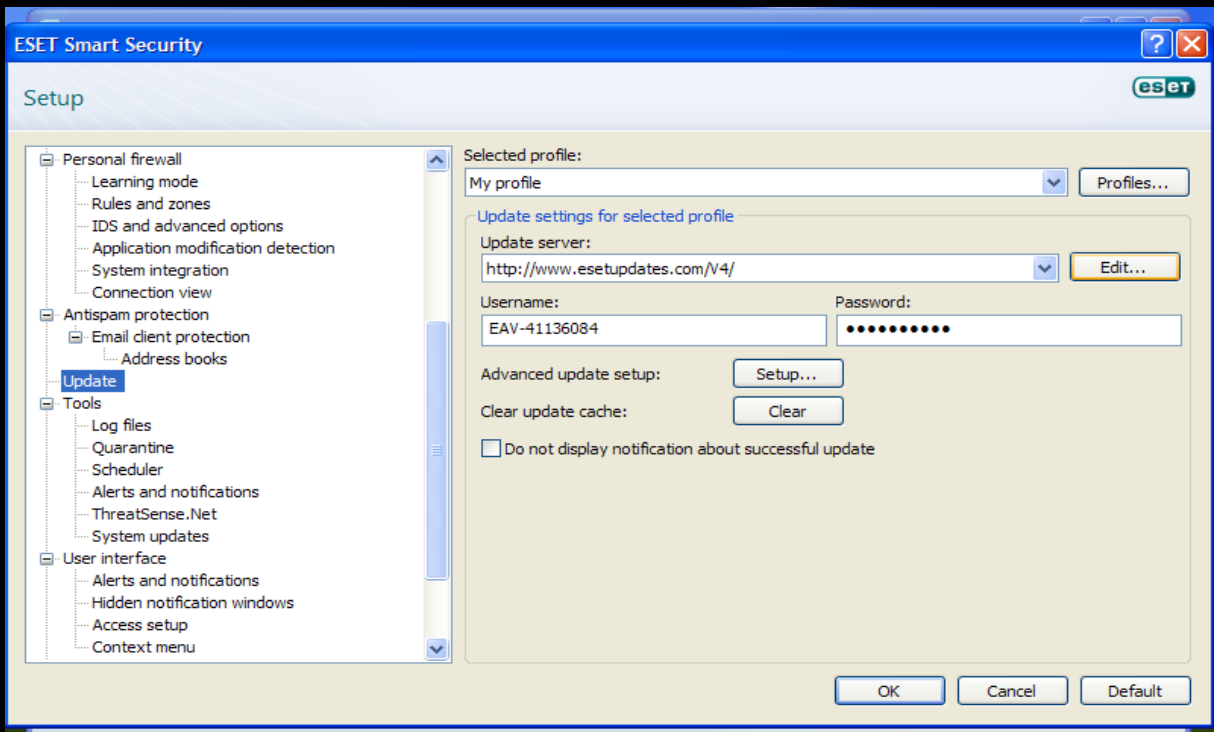 ESET Smart Security
Setup
eseT
Personal firewall
Learning mode
Rules and zones
IDS and advanced options
Application modification detection
System integration
Connection view
Antispam protection
Email client protection
Address books
Update
Tools
Log files
Quarantine
Scheduler
Alerts and notifications
ThreatSense.Net
System updates
User interface
Alerts and notifications
Hidden notification windows
Access setup
Context menu
Selected profile:
My profile
Profiles...
Update settings for selected profile
Update server:
http://www.esetupdates.com/V4/
Edit...
Username:
Password:
EAV-41136084
●●●●●●●●●●
Advanced update setup:
Setup...
Clear update cache:
Clear
Do not display notification about successful update
OK
Cancel
Default